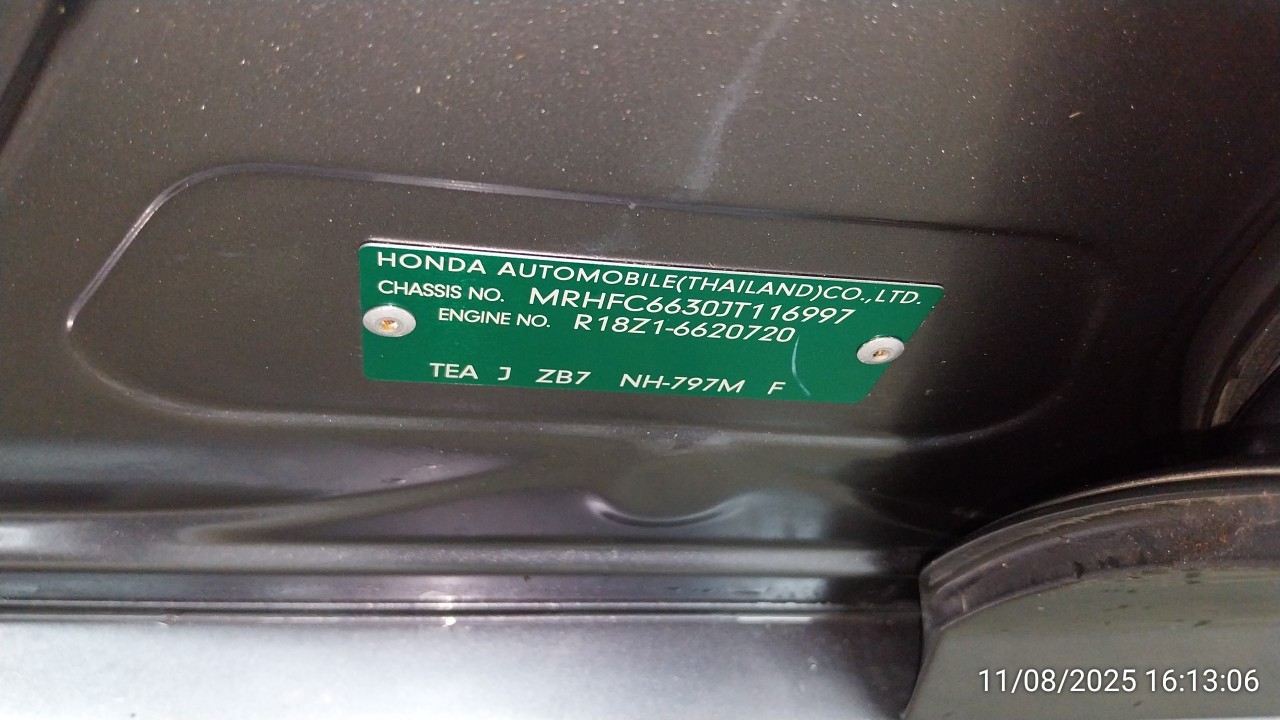 HONDA AUTOMOBILE(THAILAND)CO.,LTD.
CHASSIS NO. MRHFC6630JT116997
ENGINE NO. R18Z1-6620720
TEA J ZB7 NH-797M F
11/08/2025 16:13:06